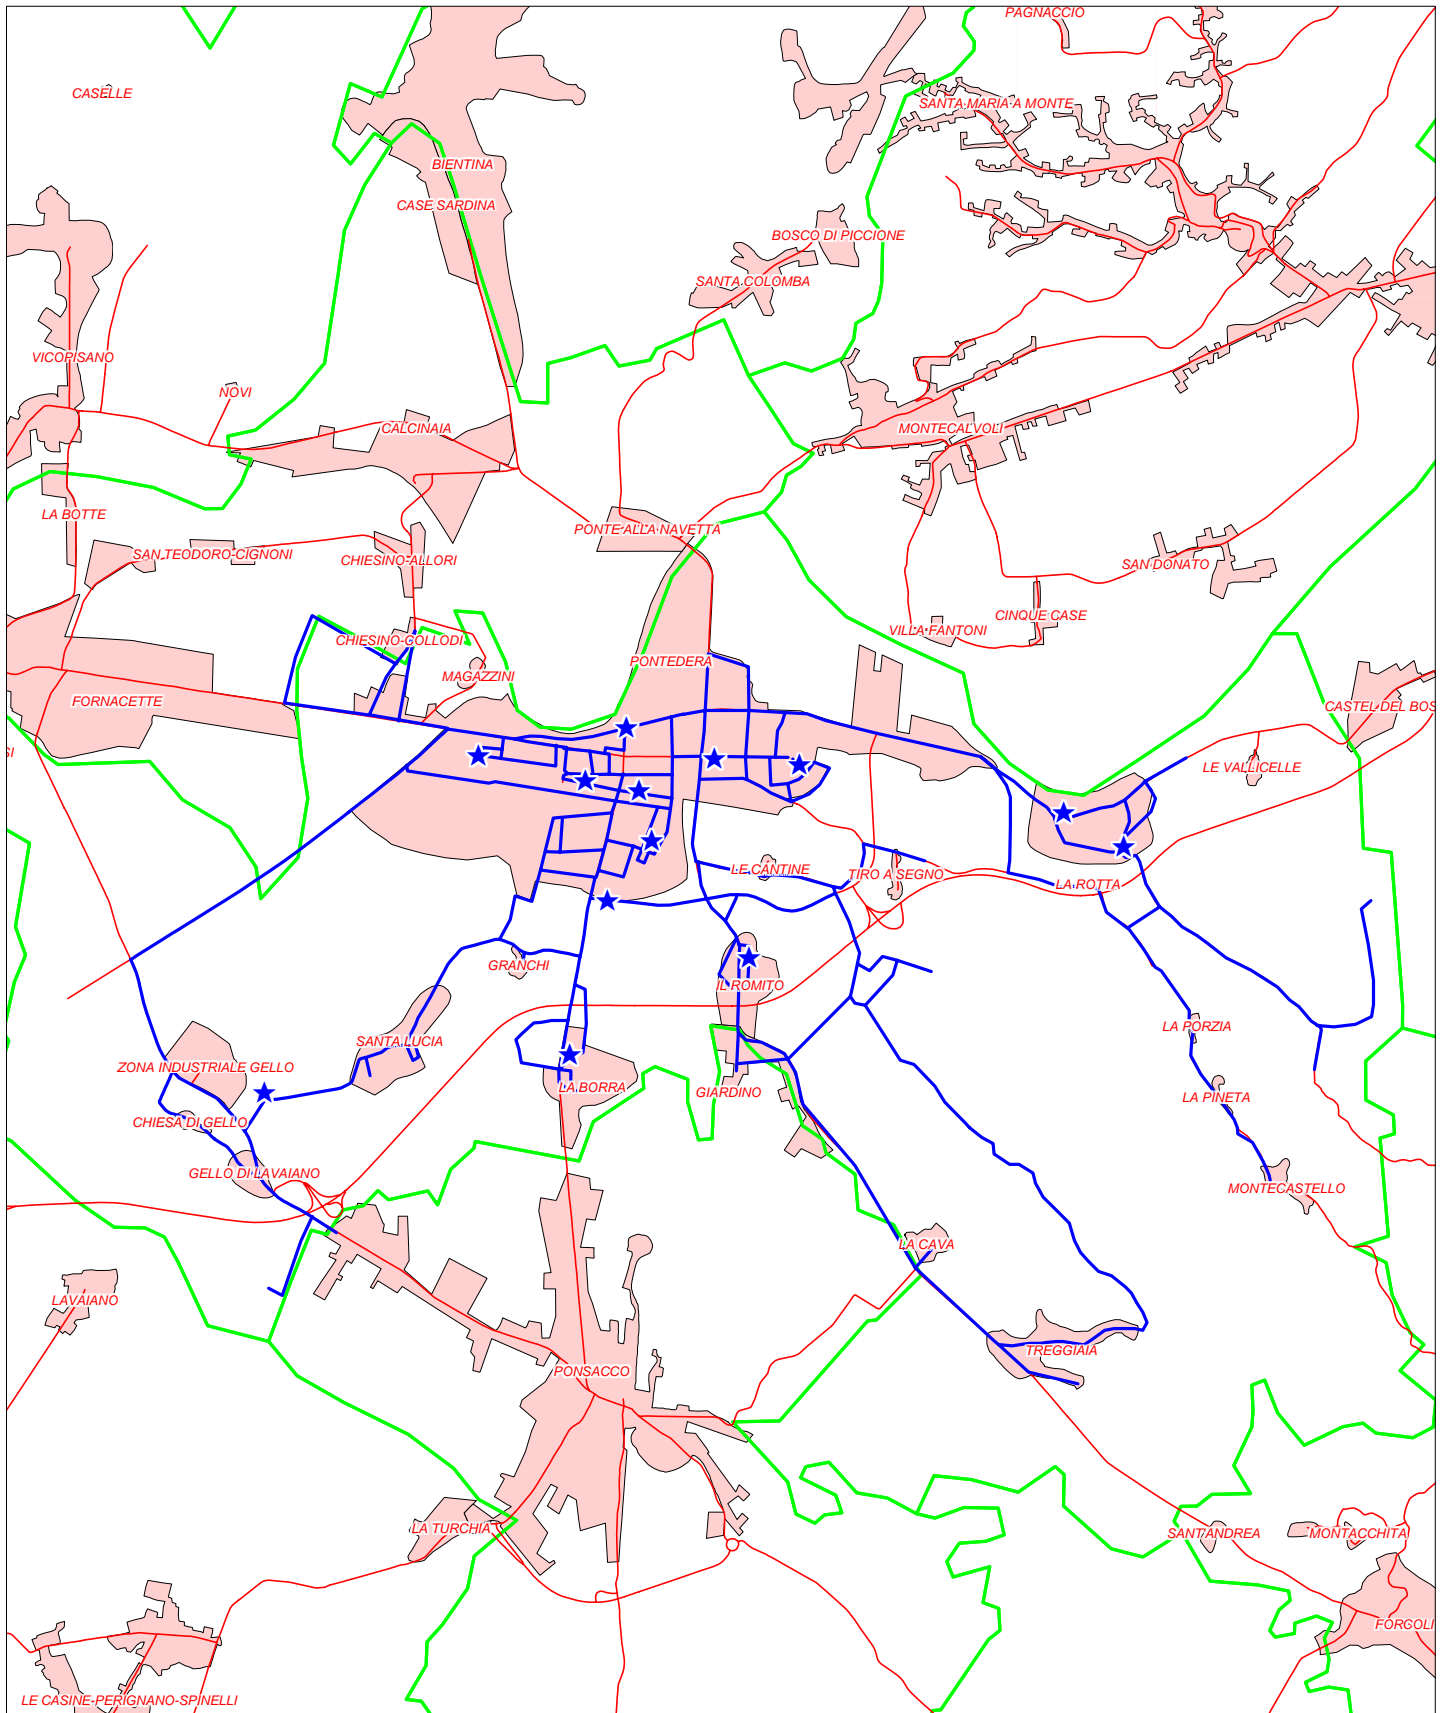 PAGNACCIO
CASELLE
SANTA MARIA A MONTE
BIENTINA
CASE SARDINA
BOSCO DI PICCIONE
SANTA COLOMBA
VICOPISANO
NOVI
CALCINAIA
MONTECALVOLI
LA BOTTE
PONTE ALLA NAVETTA
SAN TEODORO-CIGNONI
CHIESINO-ALLORI
SAN DONATO
CINQUE CASE
VILLA FANTONI
CHIESINO-COLLODI
PONTEDERA
MAGAZZINI
FORNACETTE
CASTEL DEL BOS
SI
LE VALLICELLE
LE CANTINE
TIRO A SEGNO
LA ROTTA
GRANCHI
IL ROMITO
LA PORZIA
SANTA LUCIA
ZONA INDUSTRIALE GELLO
LA BORRA
GIARDINO
LA PINETA
CHIESA DI GELLO
GELLO DI LAVAIANO
MONTECASTELLO
LA CAVA
LAVAIANO
TREGGIAIA
PONSACCO
LA TURCHIA
SANT'ANDREA
MONTACCHITA
FORCOLI
LE CASINE-PERIGNANO-SPINELLI